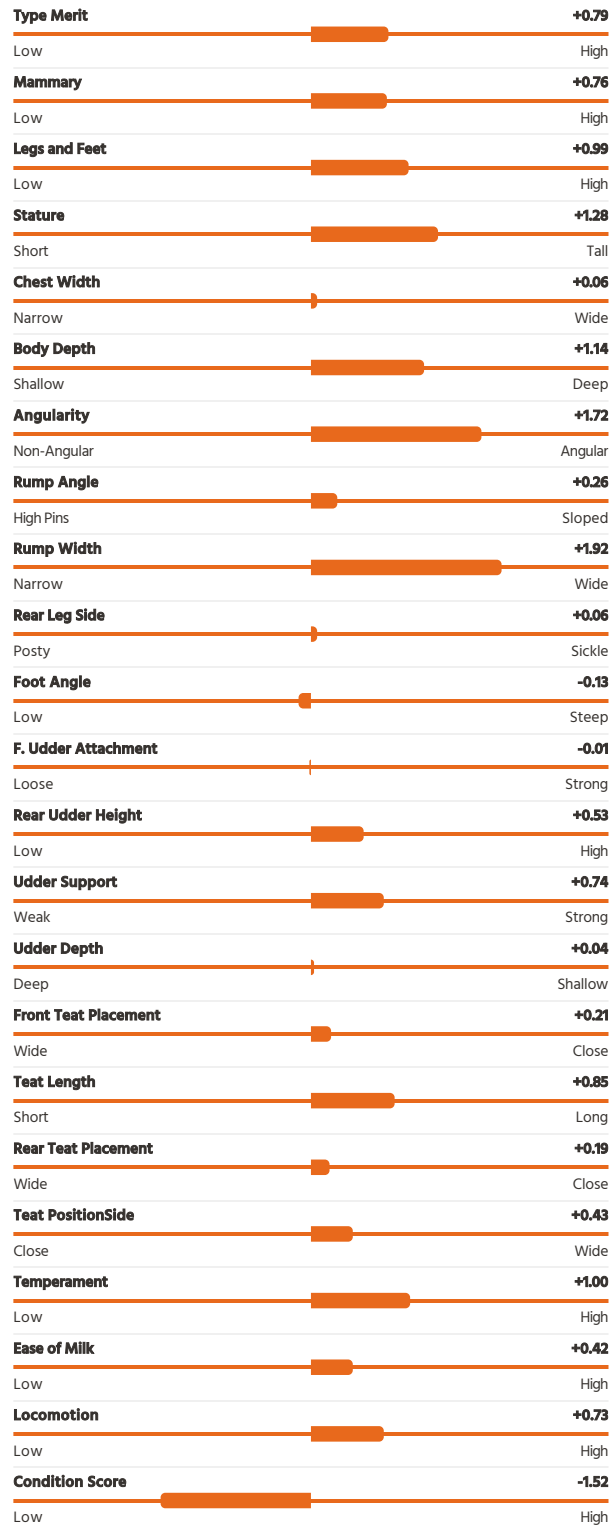 Type Merit +0.79
Low High
Mammary +0.76
Low High
Legs and Feet +0.99
Low High
Stature +1.28
Short Tall
Chest Width +0.06
Narrow Wide
Body Depth +1.14
Shallow Deep
Angularity +1.72
Non-Angular Angular
Rump Angle +0.26
High Pins Sloped
Rump Width +1.92
Narrow Wide
Rear Leg Side +0.06
Posty Sickle
Foot Angle -0.13
Low Steep
F. Udder Attachment -0.01
Loose Strong
Rear Udder Height +0.53
Low High
Udder Support +0.74
Weak Strong
Udder Depth +0.04
Deep Shallow
Front Teat Placement +0.21
Wide Close
Teat Length +0.85
Short Long
Rear Teat Placement +0.19
Wide Close
Teat PositionSide +0.43
Close Wide
Temperament +1.00
Low High
Ease of Milk +0.42
Low High
Locomotion +0.73
Low High
Condition Score -1.52
Low High